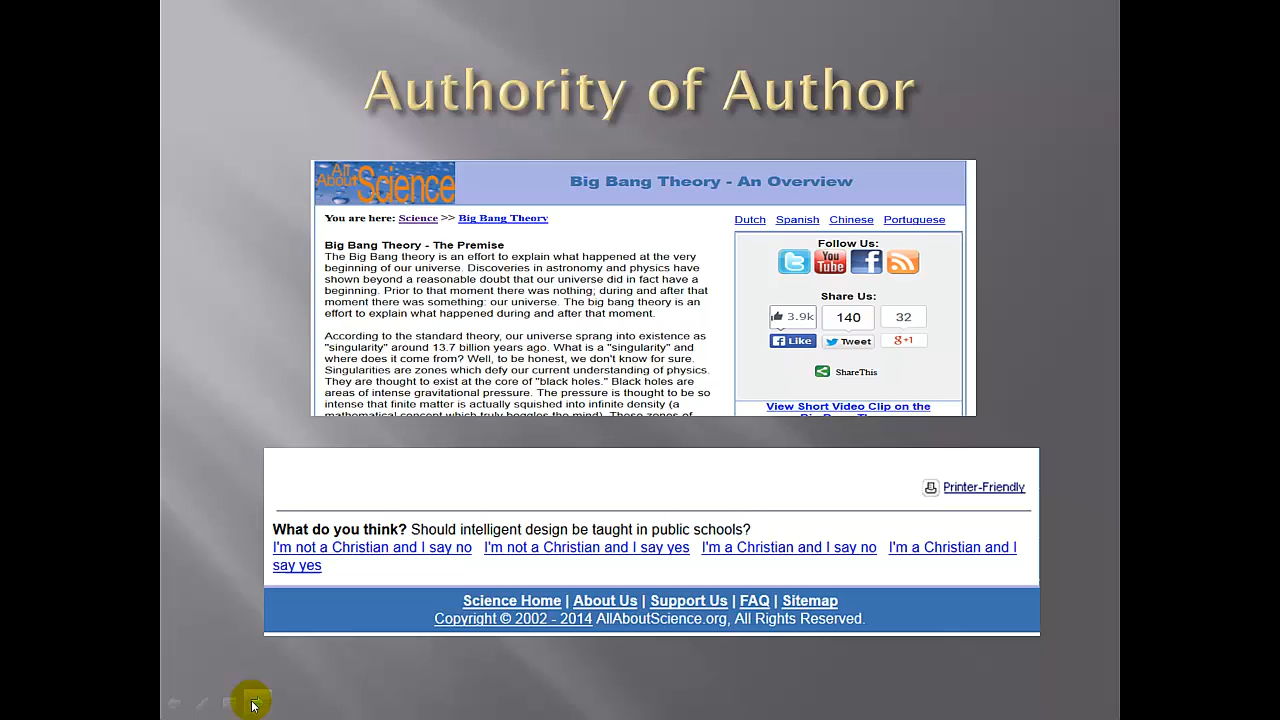 Authority of Author
All About Science
Big Bang Theory - An Overview
You are here: Science >> Big Bang Theory
Dutch Spanish Chinese Portuguese
Big Bang Theory - The Premise
The Big Bang theory is an effort to explain what happened at the very
beginning of our universe. Discoveries in astronomy and physics have
shown beyond a reasonable doubt that our universe did in fact have a
beginning. Prior to that moment there was nothing; during and after that
moment there was something: our universe. The big bang theory is an
effort to explain what happened during and after that moment.
According to the standard theory, our universe sprang into existence as
"singularity" around 13.7 billion years ago. What is a "singularity" and
where does it come from? Well, to be honest, we don't know for sure.
Singularities are zones which defy our current understanding of physics.
They are thought to exist at the core of "black holes." Black holes are
areas of intense gravitational pressure. The pressure is thought to be so
intense that finite matter is actually squished into infinite density (a
mathematical concept which truly boggles the mind). These zones of
Follow Us:
You Tube
Share Us:
3.9k 140 32
Like Tweet +1
ShareThis
View Short Video Clip on the
Printer-Friendly
What do you think? Should intelligent design be taught in public schools?
I'm not a Christian and I say no I'm not a Christian and I say yes I'm a Christian and I say no I'm a Christian and I
say yes
Science Home | About Us | Support Us | FAQ | Sitemap
Copyright © 2002 - 2014 AllAboutScience.org, All Rights Reserved.